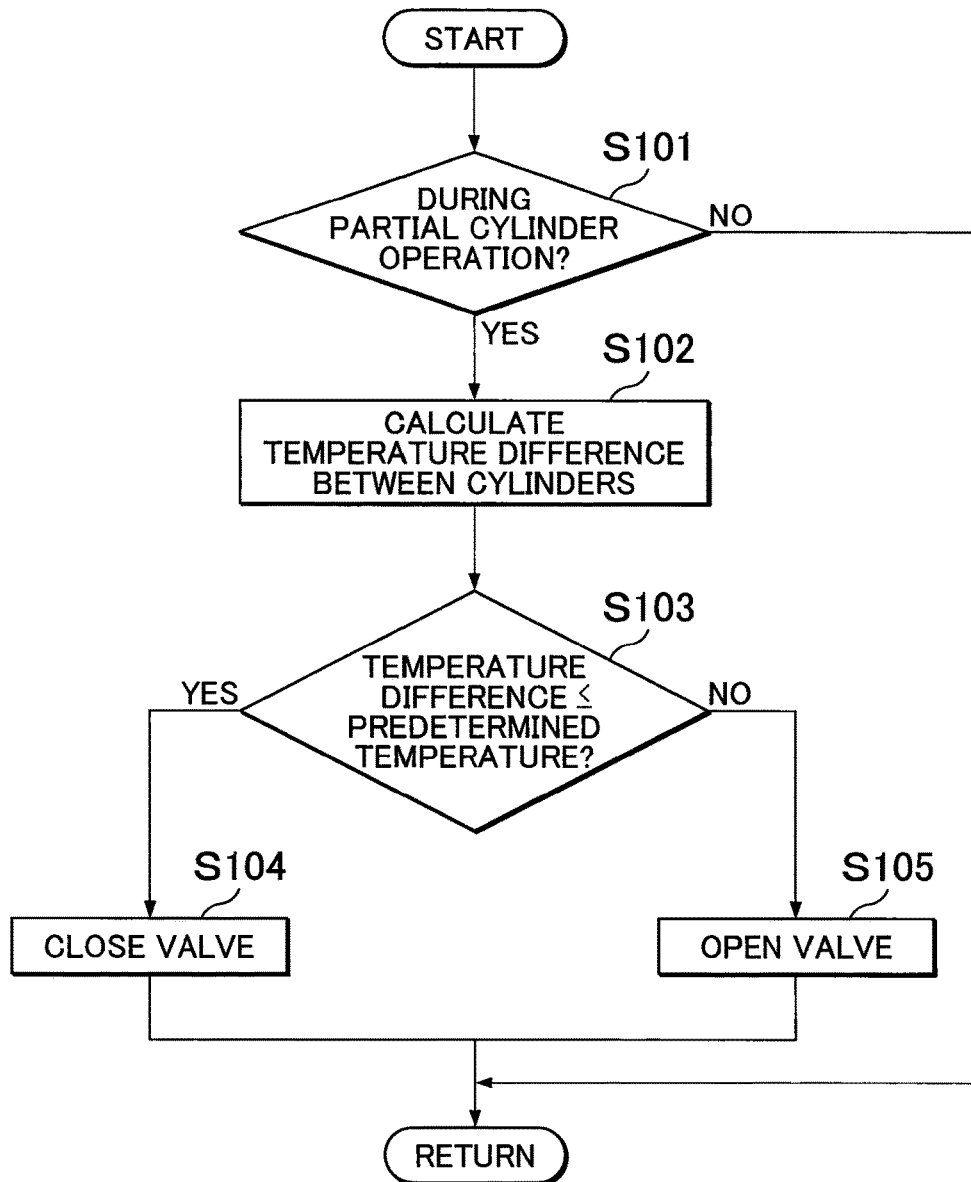 START
S101
DURING
PARTIAL CYLINDER
OPERATION?
NO
YES
S102
CALCULATE
TEMPERATURE DIFFERENCE
BETWEEN CYLINDERS
S103
TEMPERATURE
DIFFERENCE ≤
PREDETERMINED
TEMPERATURE?
YES
NO
S104
CLOSE VALVE
S105
OPEN VALVE
RETURN